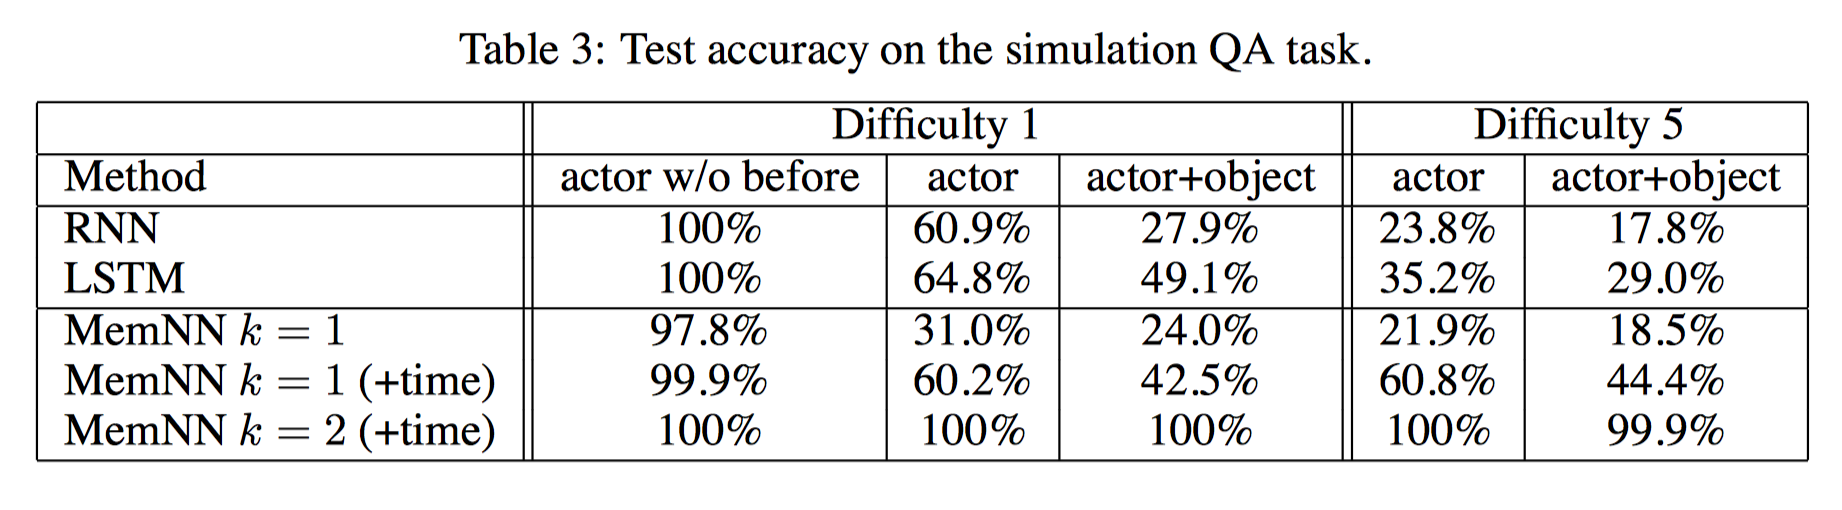 Table 3: Test accuracy on the simulation QA task.
Difficulty 1 Difficulty 5
Method actor w/o before actor actor+object actor actor+object
RNN 100% 60.9% 27.9% 23.8% 17.8%
LSTM 100% 64.8% 49.1% 35.2% 29.0%
MemNN k = 1 97.8% 31.0% 24.0% 21.9% 18.5%
MemNN k = 1 (+time) 99.9% 60.2% 42.5% 60.8% 44.4%
MemNN k = 2 (+time) 100% 100% 100% 100% 99.9%